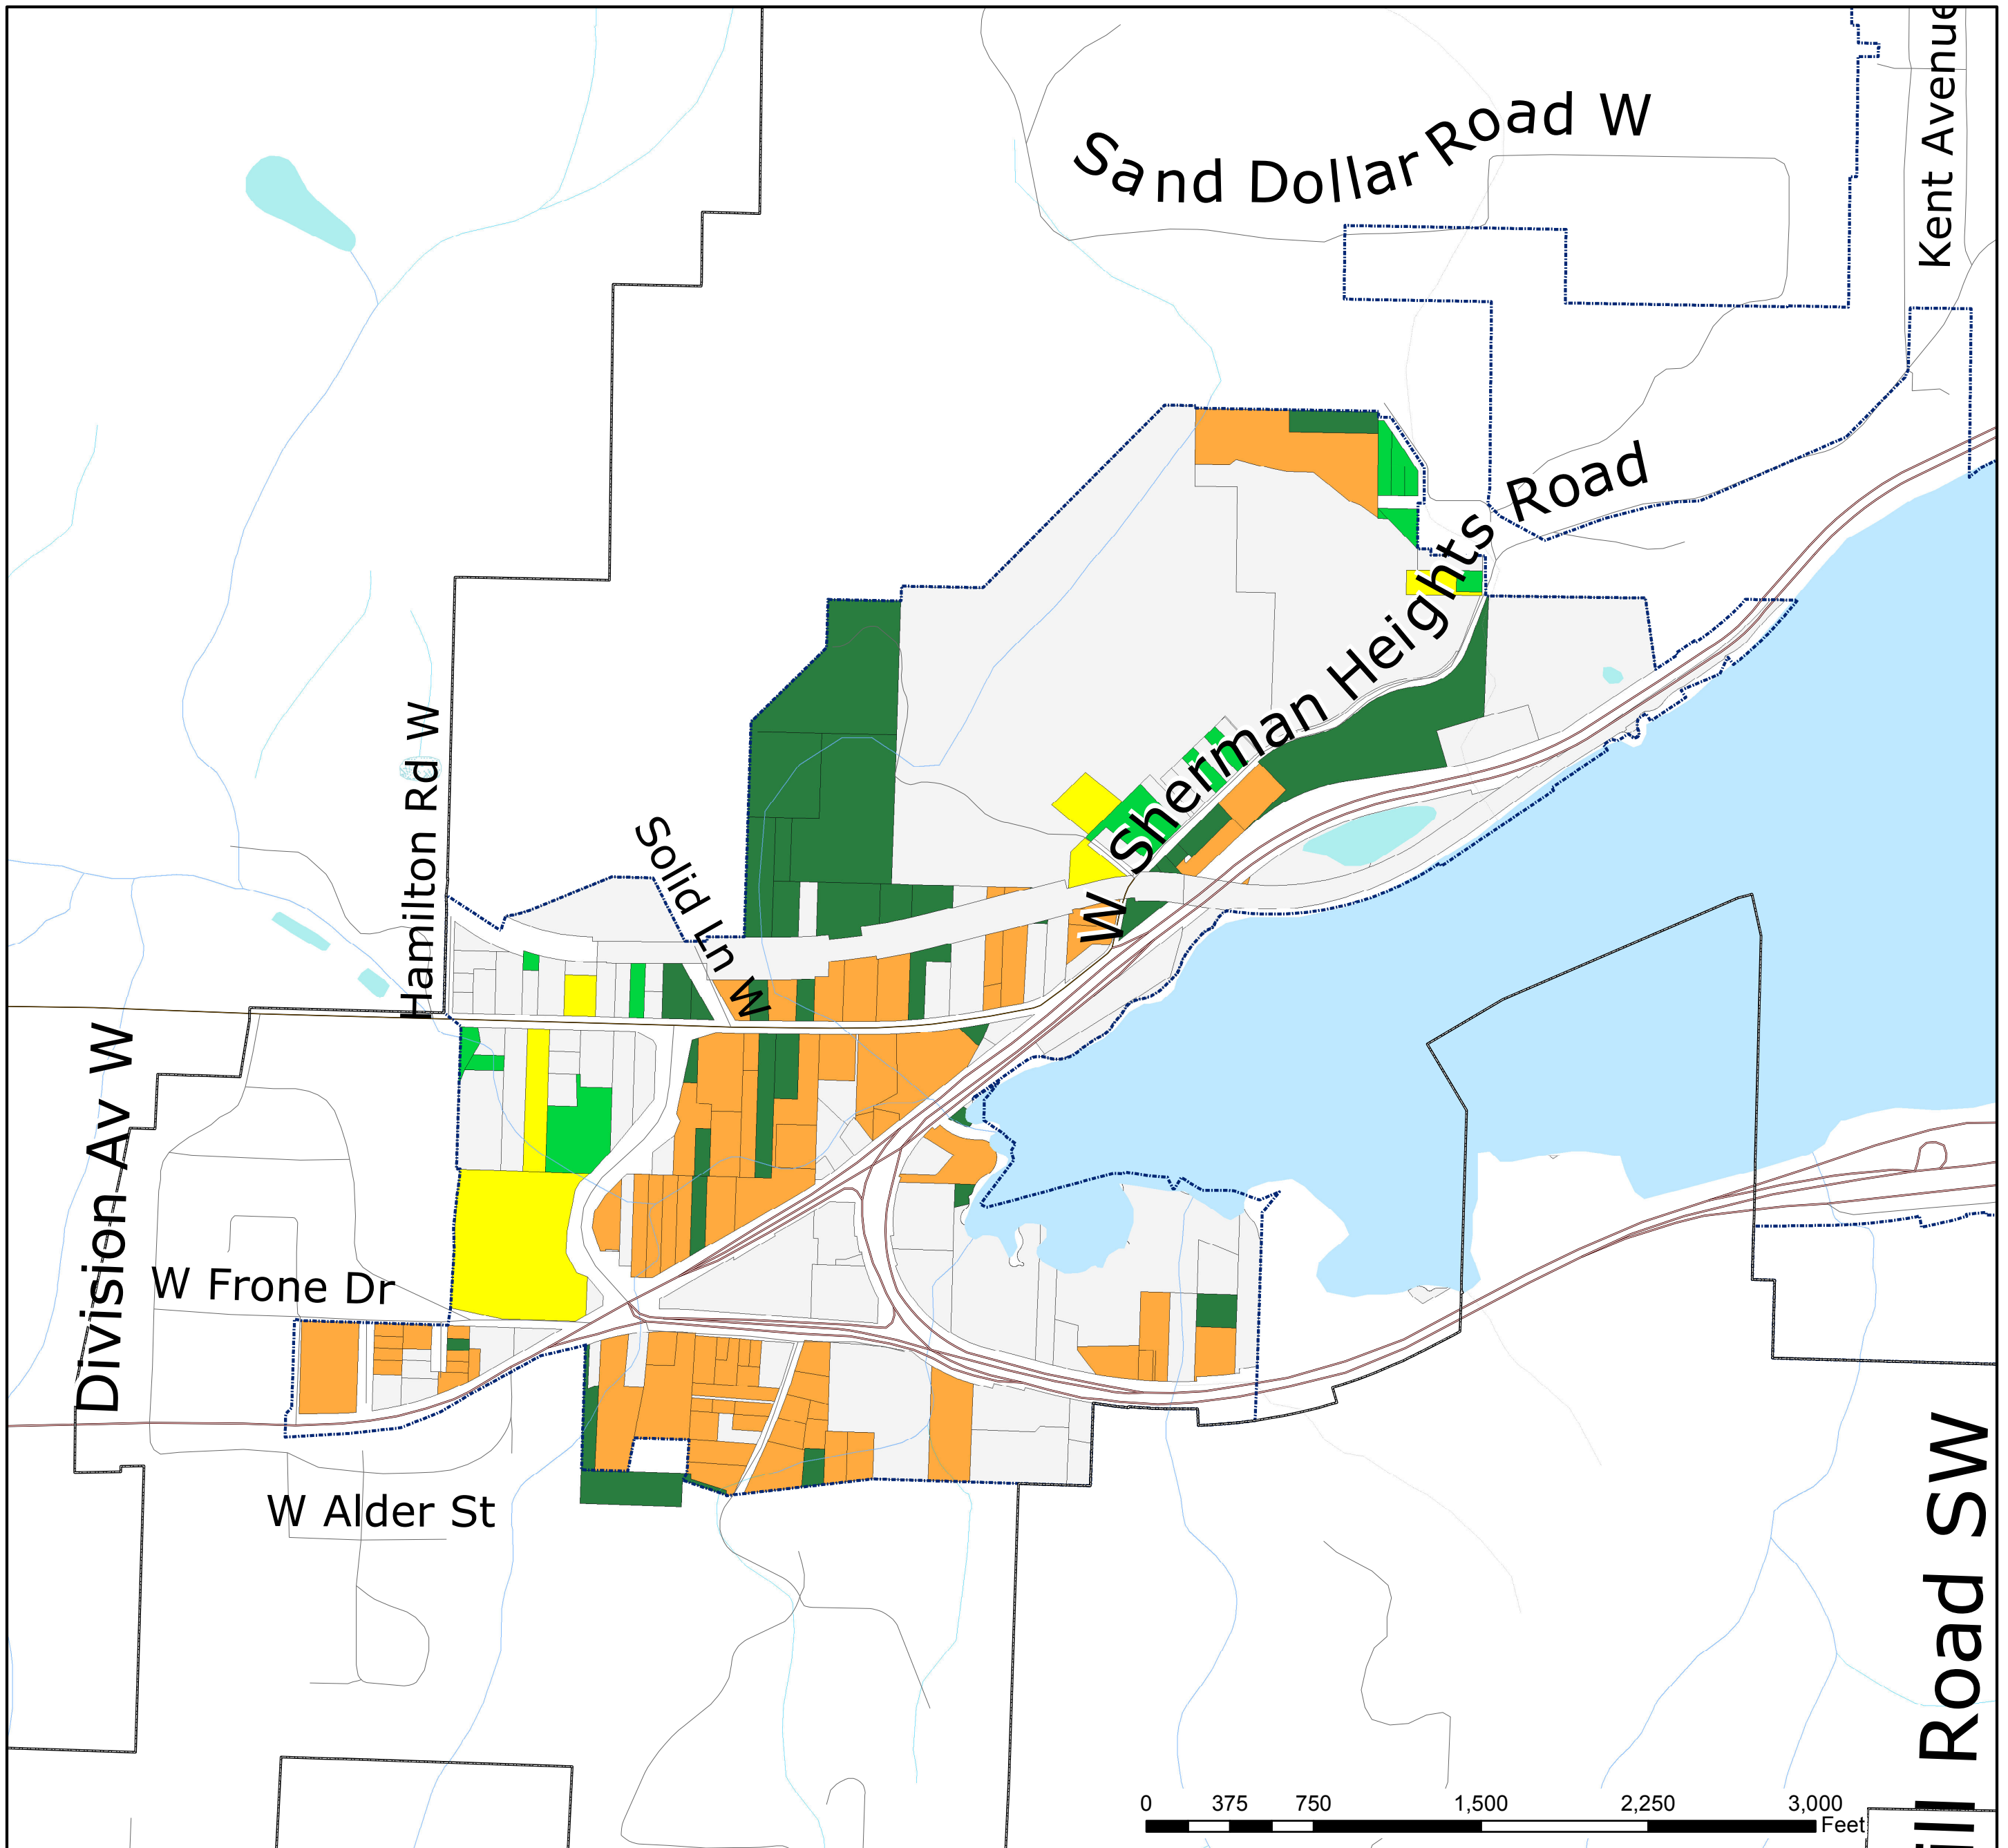 Kent Avenue
Sand Dollar Road W
W Sherman Heights Road
Hamilton Rd W
Solid Ln W
Division Av W
W Frone Dr
W Alder St
Road SW
0 375 750 1,500 2,250 3,000
Feet